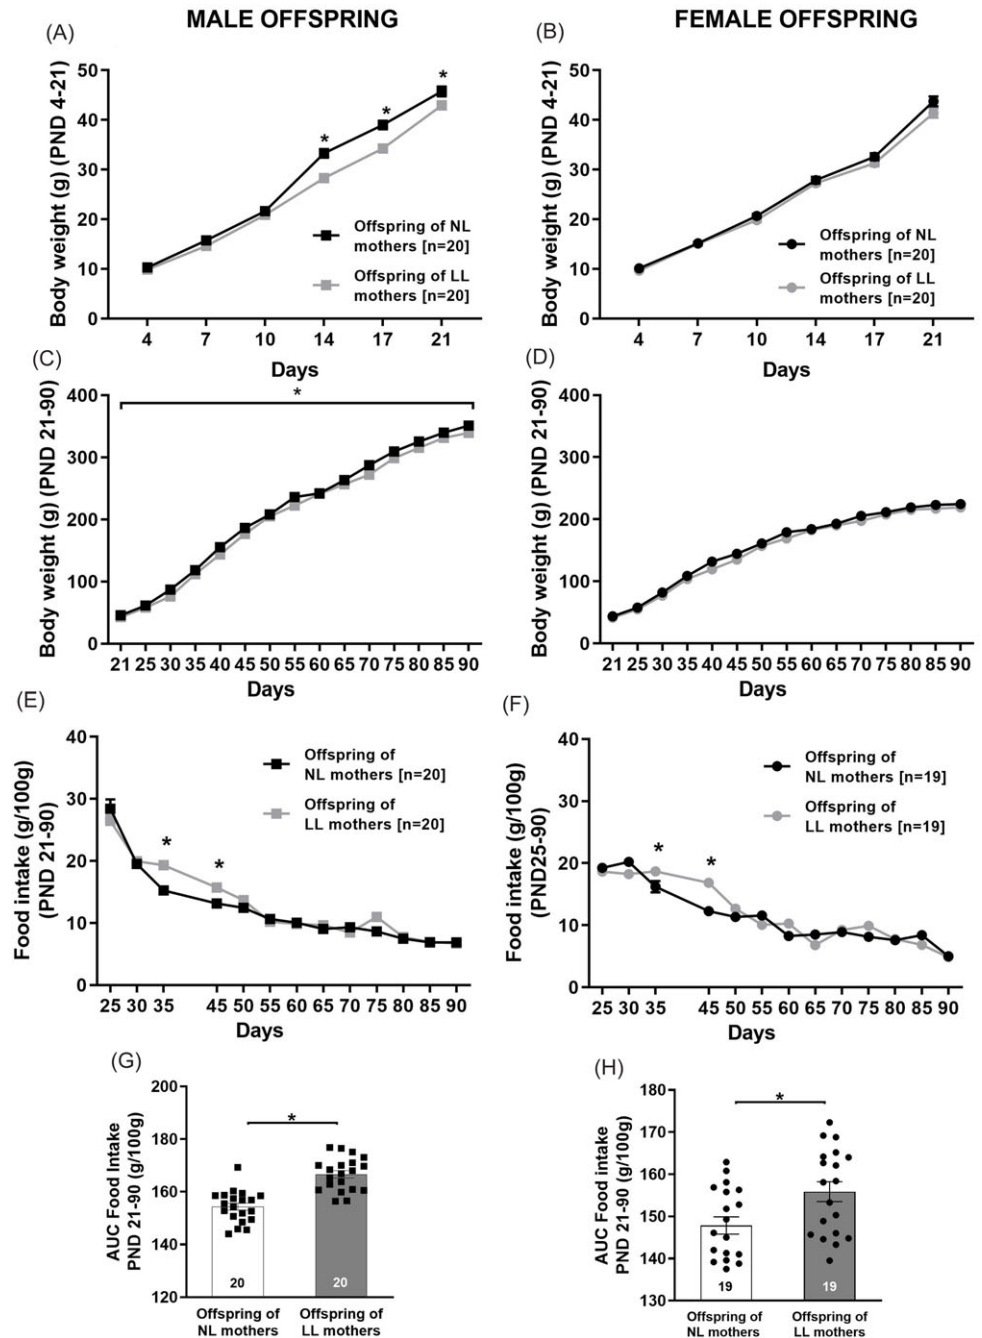 MALE OFFSPRING
FEMALE OFFSPRING
(A)
Body weight (g) (PND 4-21)
50
40
30
20
10
0
*
*
*
Offspring of NL
mothers [n=20]
Offspring of LL
mothers [n=20]
4 7 10 14 17 21
Days
(B)
Body weight (g) (PND 4-21)
50
40
30
20
10
0
Offspring of NL
mothers [n=20]
Offspring of LL
mothers [n=20]
4 7 10 14 17 21
Days
(C)
Body weight (g) (PND 21-90)
400
300
200
100
0
*
21 25 30 35 40 45 50 55 60 65 70 75 80 85 90
Days
(D)
Body weight (g) (PND 21-90)
400
300
200
100
0
21 25 30 35 40 45 50 55 60 65 70 75 80 85 90
Days
(E)
Food intake (g/100g)
(PND 21-90)
40
30
20
10
0
*
*
Offspring of
NL mothers [n=20]
Offspring of
LL mothers [n=20]
25 30 35 45 50 55 60 65 70 75 80 85 90
Days
(F)
Food intake (g/100g)
(PND25-90)
40
30
20
10
0
*
*
Offspring of
NL mothers [n=19]
Offspring of
LL mothers [n=19]
25 30 35 45 50 55 60 65 70 75 80 85 90
Days
(G)
AUC Food Intake
PND 21-90 (g/100g)
200
180
160
140
120
*
20
20
Offspring of
NL mothers
Offspring of
LL mothers
(H)
AUC Food intake
PND 21-90 (g/100g)
180
170
160
150
140
130
*
19
19
Offspring of
NL mothers
Offspring of
LL mothers